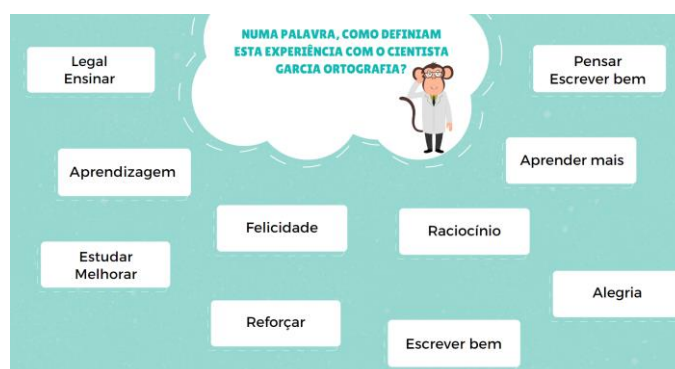 NUMA PALAVRA, COMO DEFINIAM
ESTA EXPERIÊNCIA COM O CIENTISTA
GARCIA ORTOGRAFIA?
Legal
Ensinar
Pensar
Escrever bem
Aprendizagem
Aprender mais
Felicidade
Raciocínio
Estudar
Melhorar
Alegria
Reforçar
Escrever bem